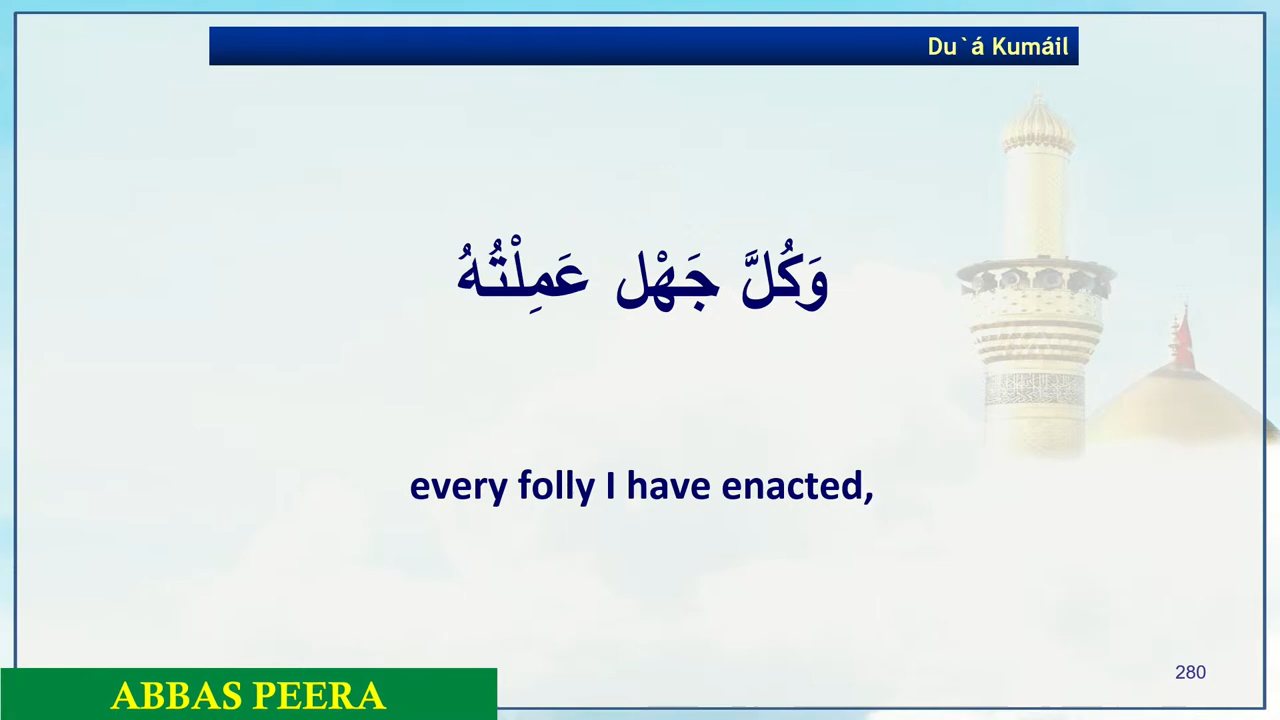 Du`á Kumáil
وَكُلَّ جَهْل عَمِلْتُهُ
every folly I have enacted,
280
ABBAS PEERA